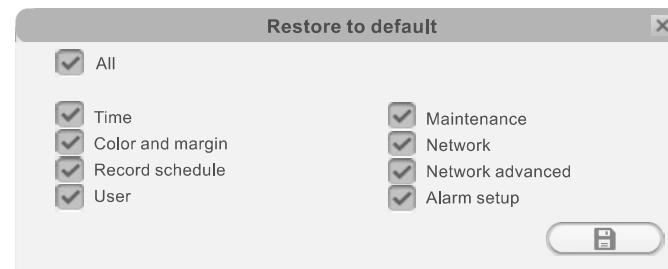 Restore to default
All
Time
Color and margin
Record schedule
User
Maintenance
Network
Network advanced
Alarm setup